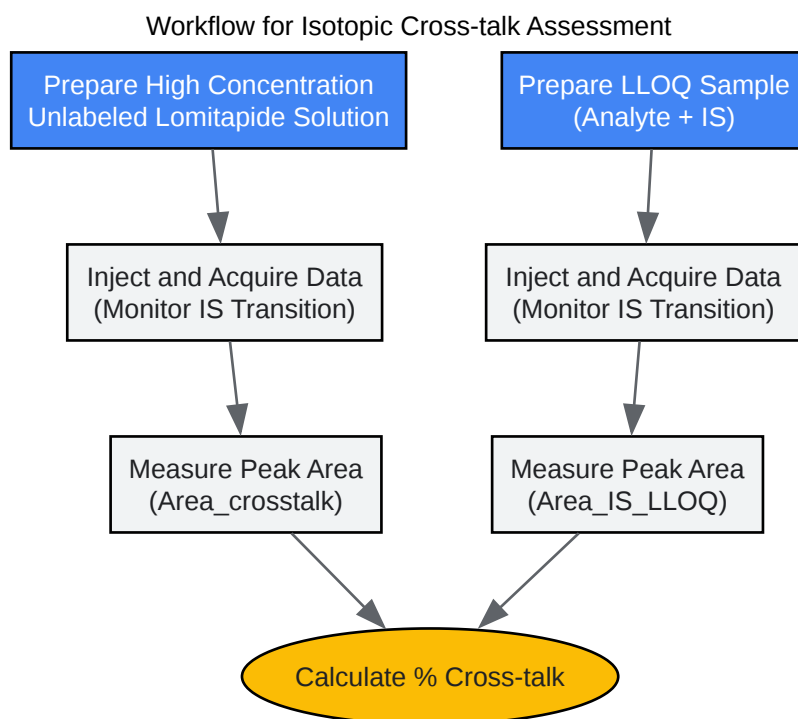 Workflow for Isotopic Cross-talk Assessment
Prepare High Concentration
Unlabeled Lomitapide Solution
Prepare LLOQ Sample
(Analyte + IS)
Inject and Acquire Data
(Monitor IS Transition)
Inject and Acquire Data
(Monitor IS Transition)
Measure Peak Area
(Area_crosstalk)
Measure Peak Area
(Area_IS_LLOQ)
Calculate % Cross-talk